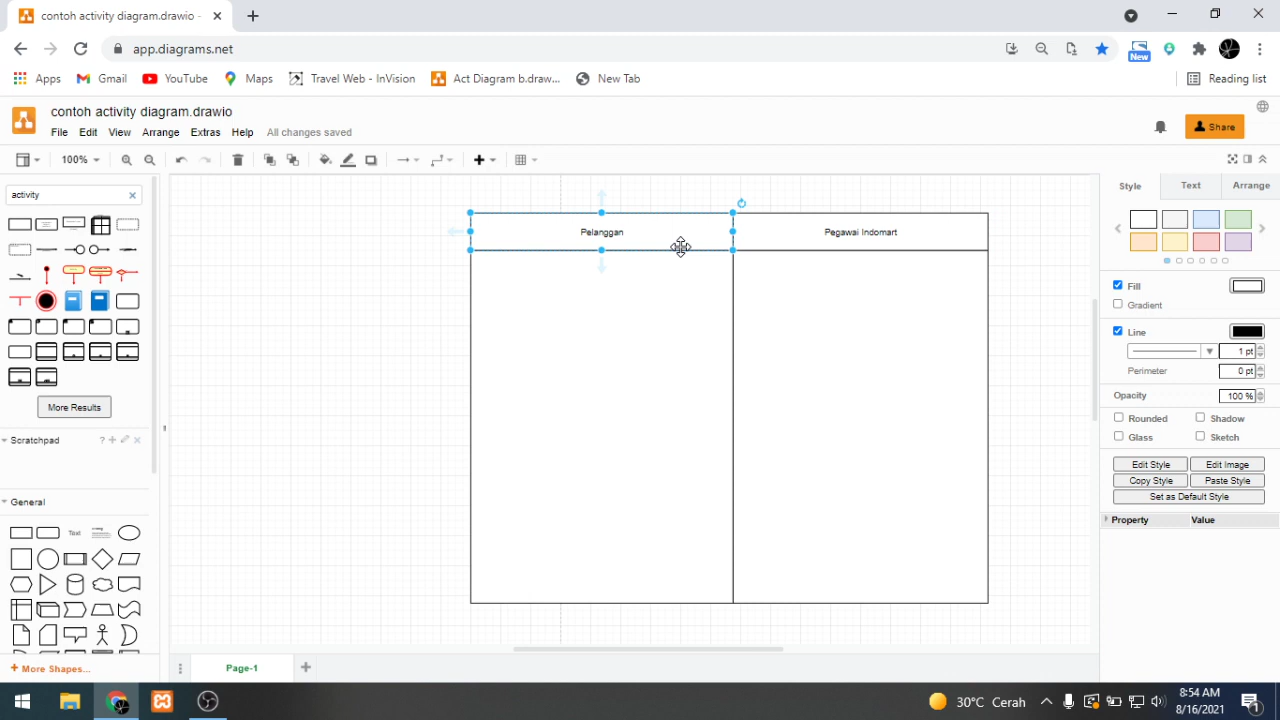 contoh activity diagram.drawio -
app.diagrams.net
New
Apps
Gmail
YouTube
Maps
Travel Web - InVision
Act Diagram b.draw...
New Tab
Reading list
contoh activity diagram.drawio
File Edit View Arrange Extras Help All changes saved
Share
100%
activity
More Results
Scratchpad
General
Text
More Shapes...
Pelanggan
Pegawai Indomart
Page-1
Style Text Arrange
Fill
Gradient
Line
1 pt
Perimeter 0 pt
Opacity 100 %
Rounded Shadow
Glass Sketch
Edit Style Edit Image
Copy Style Paste Style
Set as Default Style
Property Value
30°C Cerah
8:54 AM
8/16/2021
1